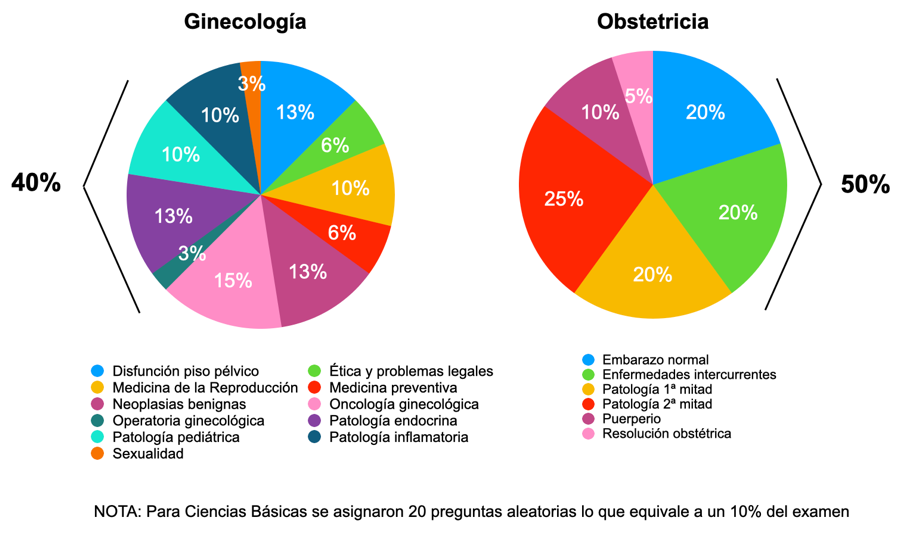 Ginecología
Obstetricia
40%
3%
13%
6%
10%
6%
13%
15%
3%
13%
10%
10%
5%
20%
20%
20%
25%
10%
50%
Disfunción piso pélvico
Ética y problemas legales
Medicina de la Reproducción
Medicina preventiva
Neoplasias benignas
Oncología ginecológica
Operatoria ginecológica
Patología endocrina
Patología pediátrica
Patología inflamatoria
Sexualidad
Embarazo normal
Enfermedades intercurrentes
Patología 1ª mitad
Patología 2ª mitad
Puerperio
Resolución obstétrica
NOTA: Para Ciencias Básicas se asignaron 20 preguntas aleatorias lo que equivale a un 10% del examen